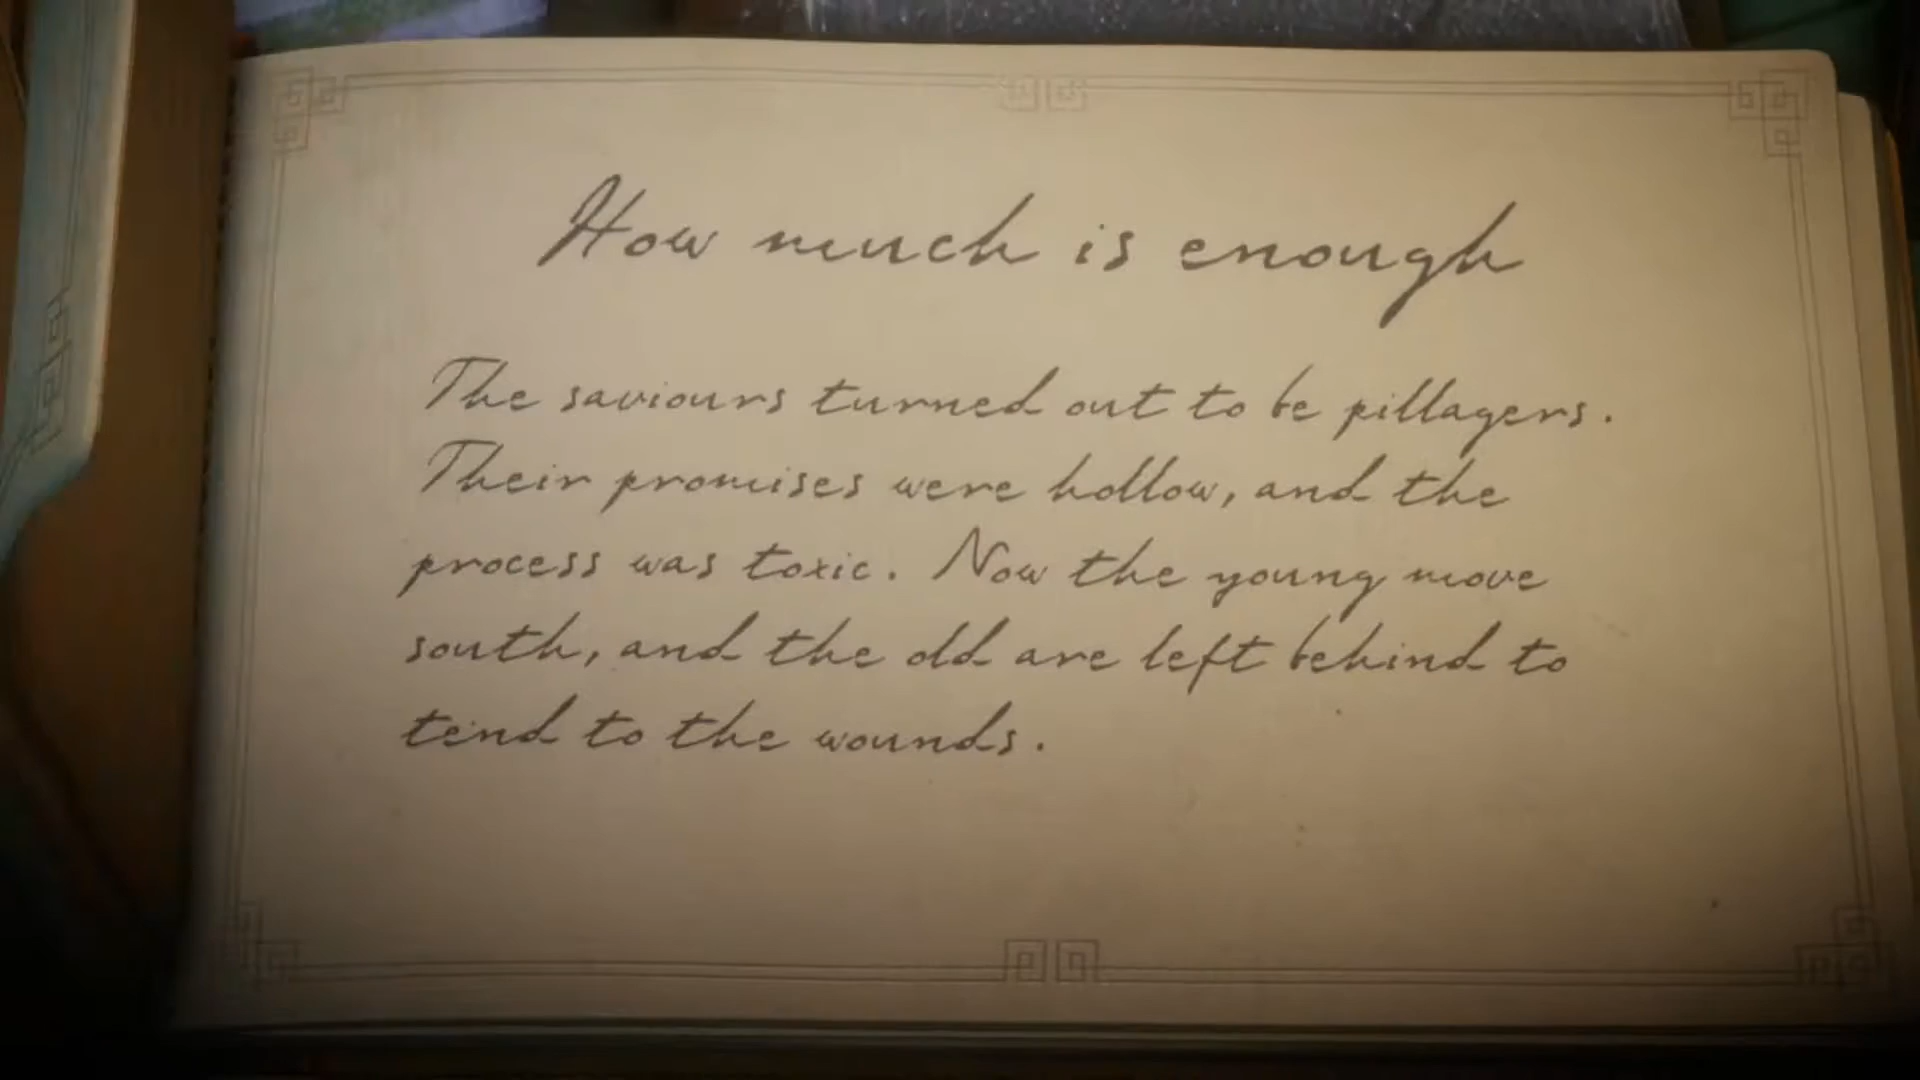 How much is enough
The saviours turned out to be pillagers.
Their promises were hollow, and the
process was toxic. Now the young move
south, and the old are left behind to
tend to the wounds.